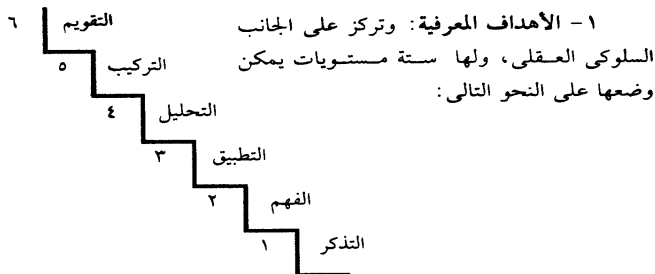 ١ – الأهداف المعرفية: وتركز على الجانب
السلوكى العقلى، ولها ستة مستويات يمكن
وضعها على النحو التالى:
التقويم ٦
التركيب ٥
التحليل ٤
التطبيق ٣
الفهم ٢
التذكر ١